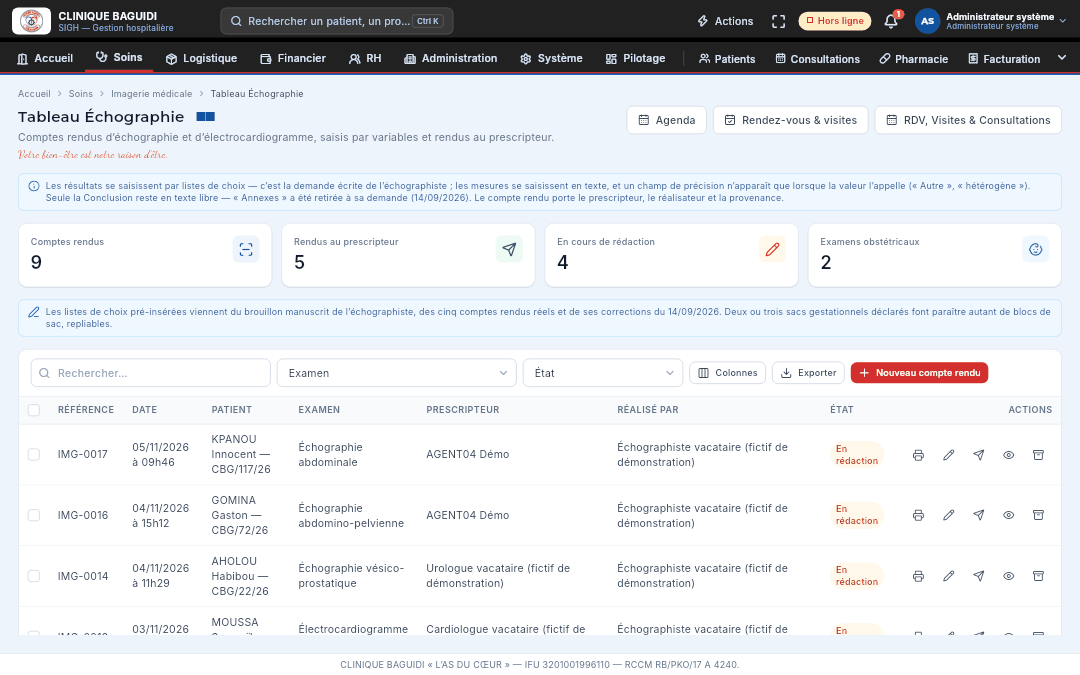 CLINIQUE BAGUIDI
SIGH — Gestion hospitalière
Rechercher un patient, un pro... Ctrl K
Actions
Hors ligne
1
AS
Administrateur système
Administrateur système
Accueil
Soins
Logistique
Financier
RH
Administration
Système
Pilotage
Patients
Consultations
Pharmacie
Facturation
Accueil > Soins > Imagerie médicale > Tableau Échographie
Tableau Échographie
Comptes rendus d'échographie et d'électrocardiogramme, saisis par variables et rendus au prescripteur.
Votre bien-être est notre raison d'être.
Agenda
Rendez-vous & visites
RDV, Visites & Consultations
Les résultats se saisissent par listes de choix — c'est la demande écrite de l'échographiste ; les mesures se saisissent en texte, et un champ de précision n'apparaît que lorsque la valeur l'appelle (« Autre », « hétérogène »).
Seule la Conclusion reste en texte libre — « Annexes » a été retirée à sa demande (14/09/2026). Le compte rendu porte le prescripteur, le réalisateur et la provenance.
Comptes rendus
9
Rendus au prescripteur
5
En cours de rédaction
4
Examens obstétricaux
2
Les listes de choix pré-insérées viennent du brouillon manuscrit de l'échographiste, des cinq comptes rendus réels et de ses corrections du 14/09/2026. Deux ou trois sacs gestationnels déclarés font paraître autant de blocs de
sac, repliables.
Rechercher...
Examen
État
Colonnes
Exporter
Nouveau compte rendu
RÉFÉRENCE DATE PATIENT EXAMEN PRESCRIPTEUR RÉALISÉ PAR ÉTAT ACTIONS
IMG-0017
05/11/2026
à 09h46
KPANOU
Innocent —
CBG/117/26
Échographie
abdominale
AGENT04 Démo
Échographiste vacataire (fictif de
démonstration)
En
rédaction
IMG-0016
04/11/2026
à 15h12
GOMINA
Gaston —
CBG/72/26
Échographie
abdomino-pelvienne
AGENT04 Démo
Échographiste vacataire (fictif de
démonstration)
En
rédaction
IMG-0014
04/11/2026
à 11h29
AHOLOU
Habibou —
CBG/22/26
Échographie vésico-
prostatique
Urologue vacataire (fictif de
démonstration)
Échographiste vacataire (fictif de
démonstration)
En
rédaction
03/11/2026
MOUSSA
Électrocardiogramme
Cardiologue vacataire (fictif de
Échographiste vacataire (fictif de
En
CLINIQUE BAGUIDI « L'AS DU CŒUR » — IFU 3201001996110 — RCCM RB/PKO/17 A 4240.